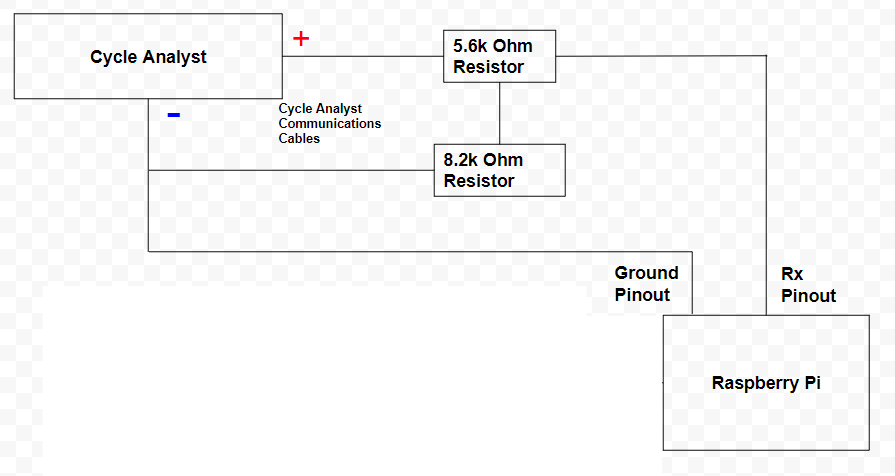 Cycle Analyst
+
5.6k Ohm
Resistor
-
Cycle Analyst
Communications
Cables
8.2k Ohm
Resistor
Ground
Pinout
Rx
Pinout
Raspberry Pi